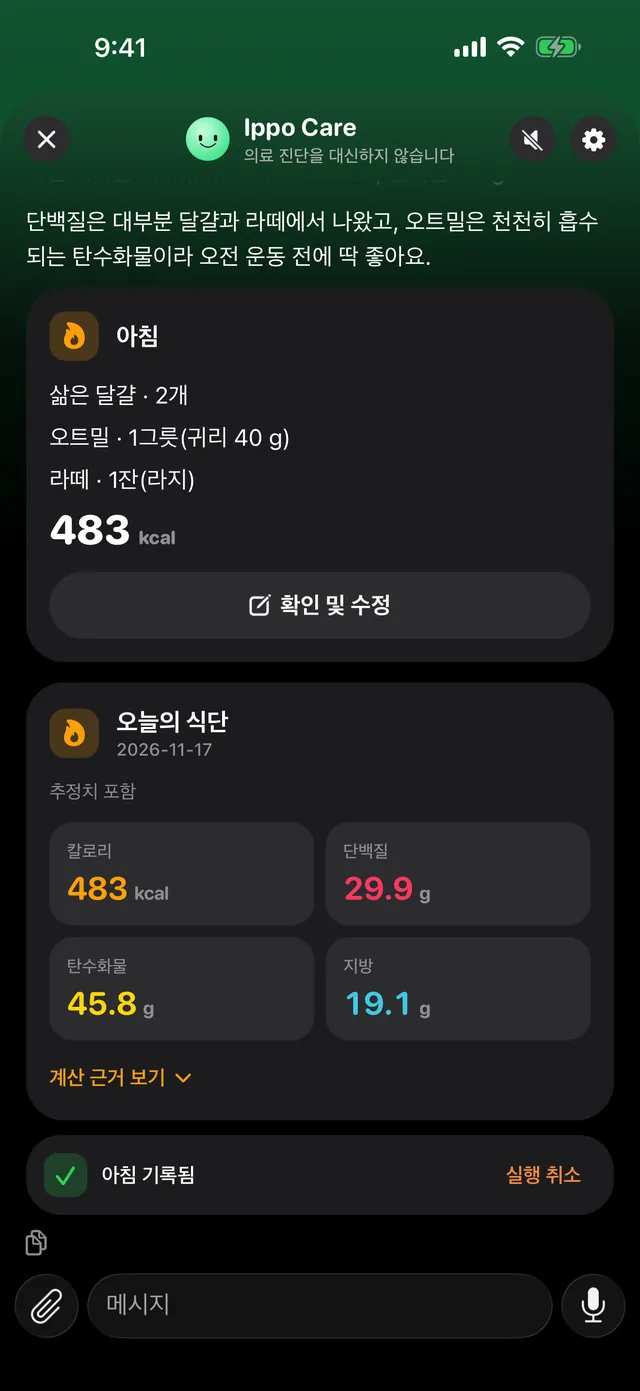 9:41
Ippo Care
의료 진단을 대신하지 않습니다
단백질은 대부분 달걀과 라떼에서 나왔고, 오트밀은 천천히 흡수
되는 탄수화물이라 오전 운동 전에 딱 좋아요.
아침
삶은 달걀 · 2개
오트밀 · 1그릇(귀리 40 g)
라떼 · 1잔(라지)
483 kcal
확인 및 수정
오늘의 식단
2026-11-17
추정치 포함
칼로리
483 kcal
단백질
29.9 g
탄수화물
45.8 g
지방
19.1 g
계산 근거 보기
아침 기록됨
실행 취소
메시지